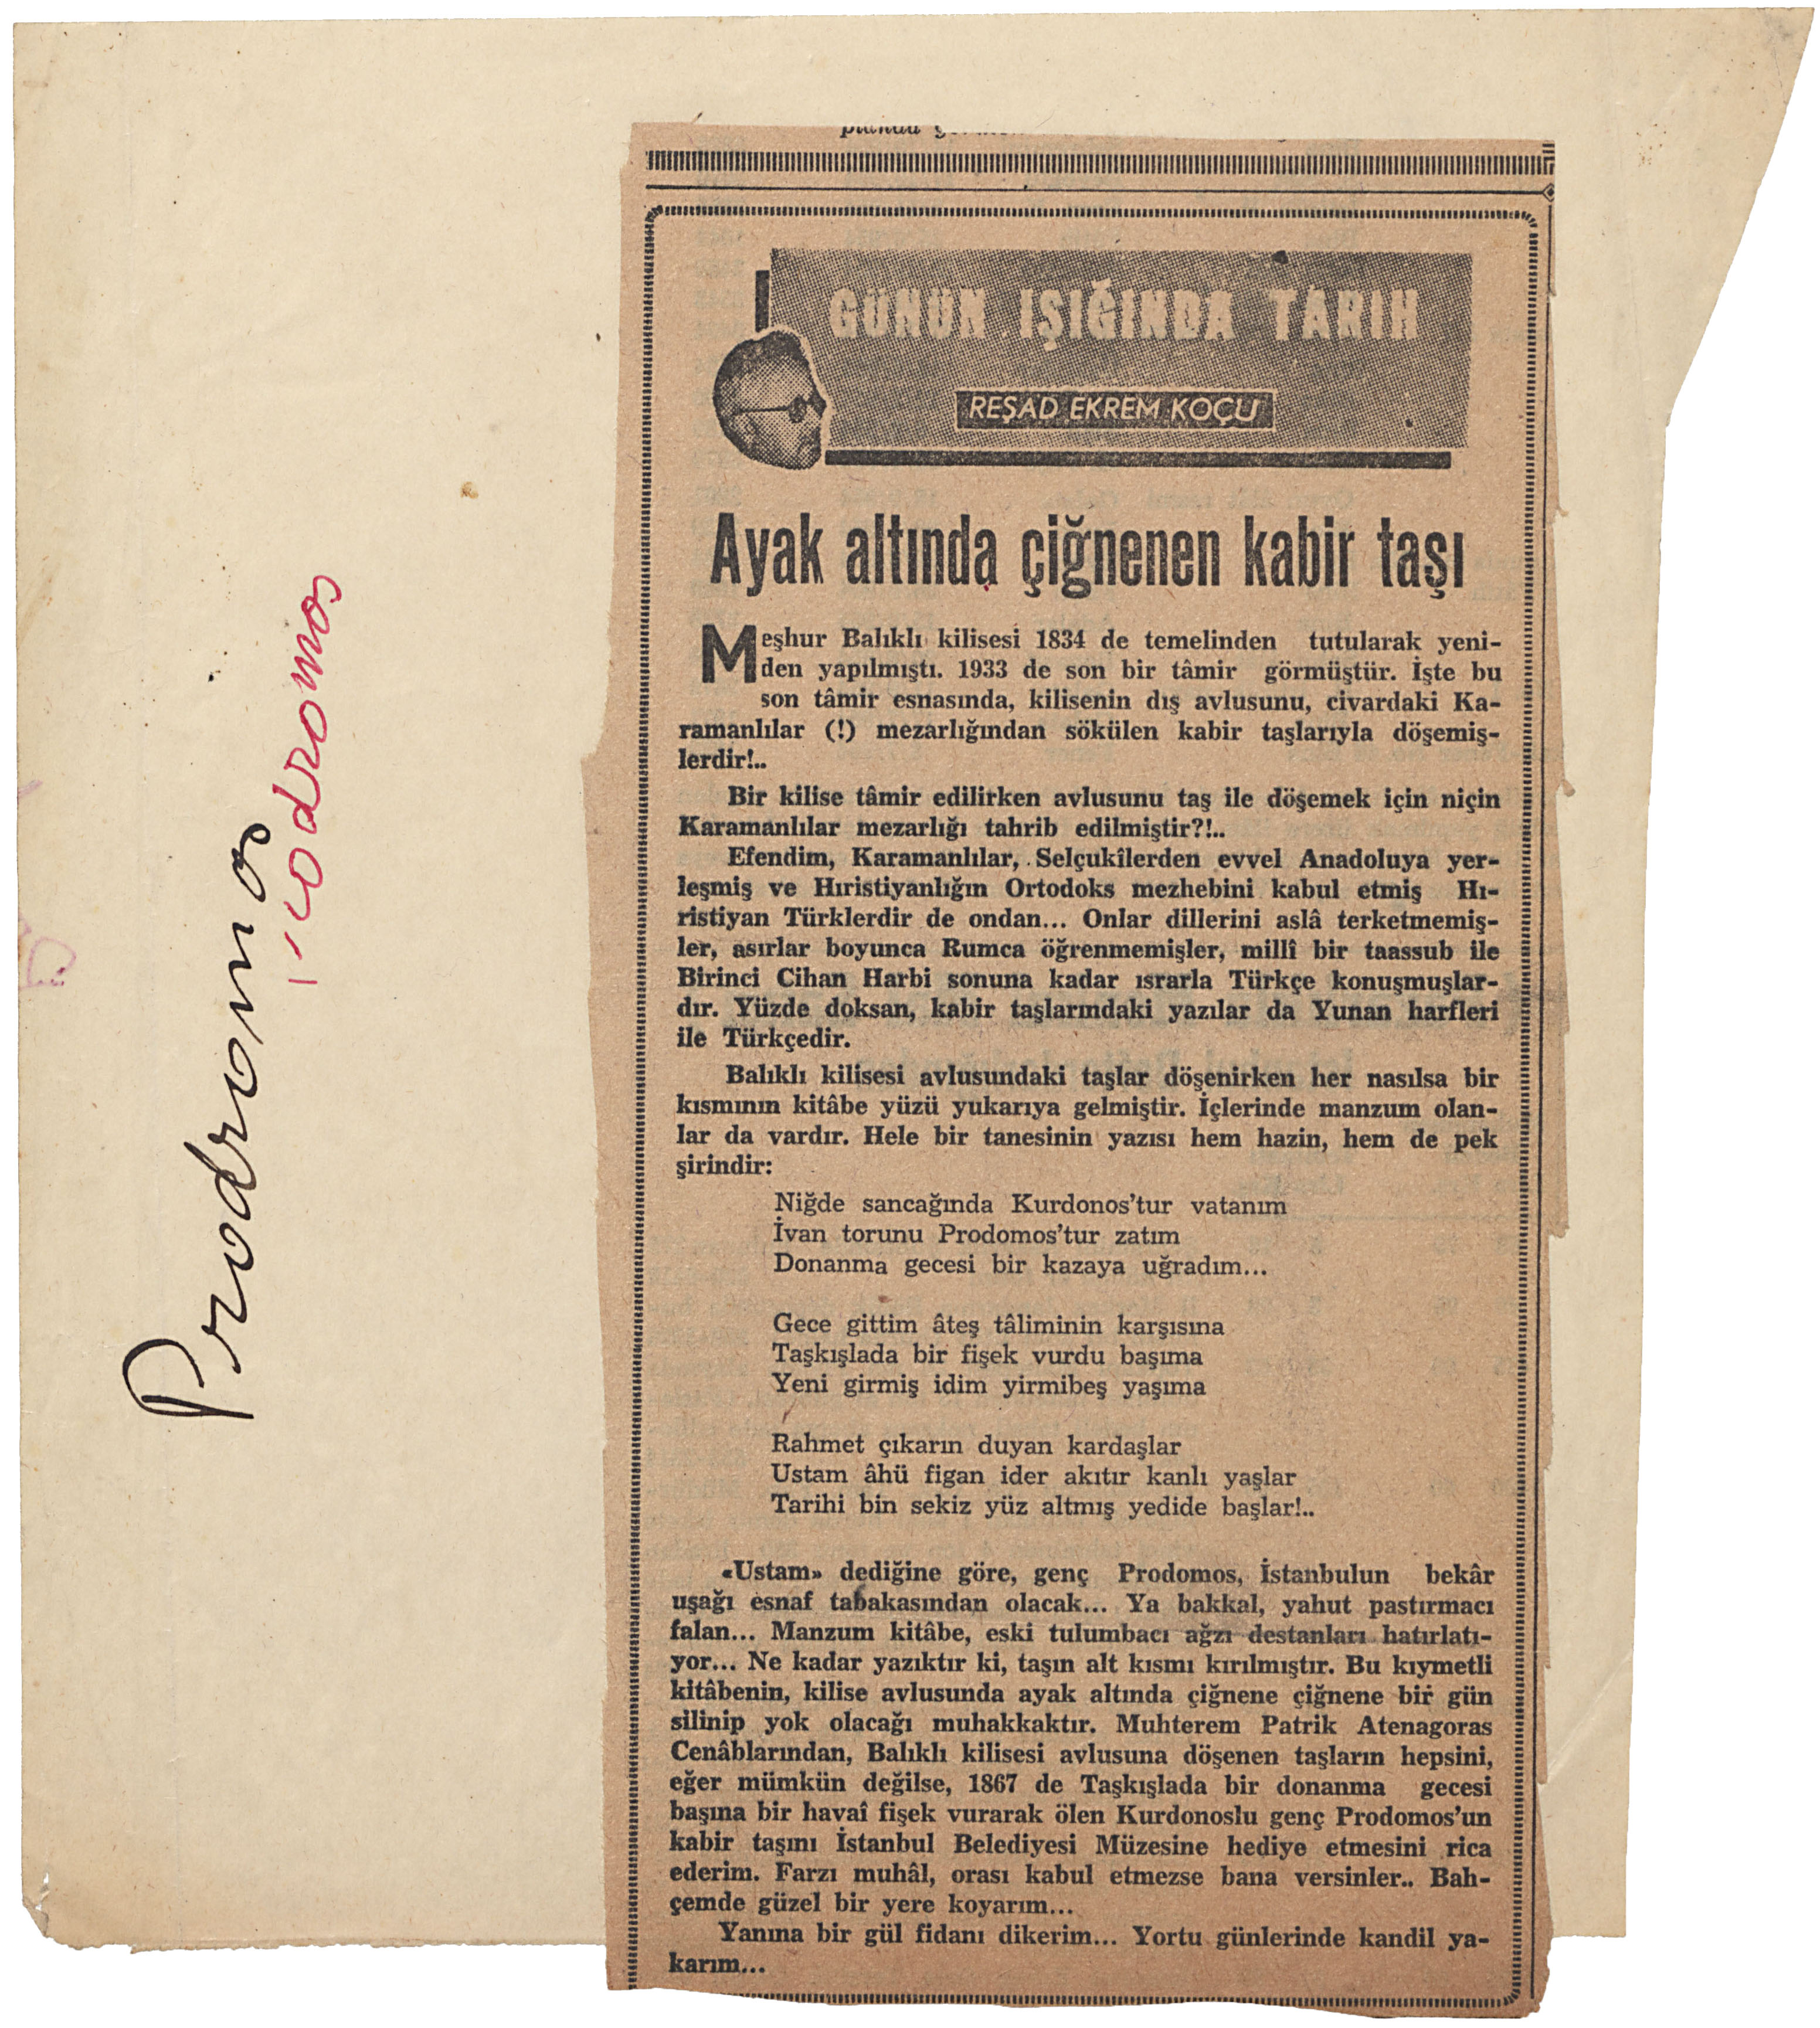 Prodromos
GÜNÜN IŞIĞINDA TARİH
REŞAD EKREM KOÇU
Ayak altında çiğnenen kabir taşı
Meşhur Balıklı kilisesi 1834 de temelinden tutularak yeni-
den yapılmıştı. 1933 de son bir tâmir görmüştür. İşte bu
son tâmir esnasında, kilisenin dış avlusunu, civardaki Ka-
ramanlılar (!) mezarlığından sökülen kabir taşlarıyla döşemiş-
lerdir!..
Bir kilise tâmir edilirken avlusunu taş ile döşemek için niçin
Karamanlılar mezarlığı tahrib edilmiştir?!..
Efendim, Karamanlılar, Selçukîlerden evvel Anadoluya yer-
leşmiş ve Hıristiyanlığın Ortodoks mezhebini kabul etmiş Hı-
ristiyan Türklerdir de ondan... Onlar dillerini aslâ terketmemiş-
ler, asırlar boyunca Rumca öğrenmemişler, millî bir taassub ile
Birinci Cihan Harbi sonuna kadar ısrarla Türkçe konuşmuşlar-
dır. Yüzde doksan, kabir taşlarındaki yazılar da Yunan harfleri
ile Türkçedir.
Balıklı kilisesi avlusundaki taşlar döşenirken her nasılsa bir
kısmının kitâbe yüzü yukarıya gelmiştir. İçlerinde manzum olan-
lar da vardır. Hele bir tanesinin yazısı hem hazin, hem de pek
şirindir:
Niğde sancağında Kurdonos'tur vatanım
İvan torunu Prodomos'tur zatım
Donanma gecesi bir kazaya uğradım...
Gece gittim âteş tâliminin karşısına
Taşkışlada bir fişek vurdu başıma
Yeni girmiş idim yirmibeş yaşıma
Rahmet çıkarın duyan kardaşlar
Ustam âhü figan ider akıtır kanlı yaşlar
Tarihi bin sekiz yüz altmış yedide başlar!..
«Ustam» dediğine göre, genç Prodomos, İstanbulun bekâr
uşağı esnaf tabakasından olacak... Ya bakkal, yahut pastırmacı
falan... Manzum kitâbe, eski tulumbacı ağzı destanları hatırlatı-
yor... Ne kadar yazıktır ki, taşın alt kısmı kırılmıştır. Bu kıymetli
kitâbenin, kilise avlusunda ayak altında çiğnene çiğnene bir gün
silinip yok olacağı muhakkaktır. Muhterem Patrik Atenagoras
Cenâblarından, Balıklı kilisesi avlusuna döşenen taşların hepsini,
eğer mümkün değilse, 1867 de Taşkışlada bir donanma gecesi
başına bir havaî fişek vurarak ölen Kurdonoslu genç Prodomos'un
kabir taşını İstanbul Belediyesi Müzesine hediye etmesini rica
ederim. Farzı muhâl, orası kabul etmezse bana versinler.. Bah-
çemde güzel bir yere koyarım...
Yanına bir gül fidanı dikerim... Yortu günlerinde kandil ya-
karım...